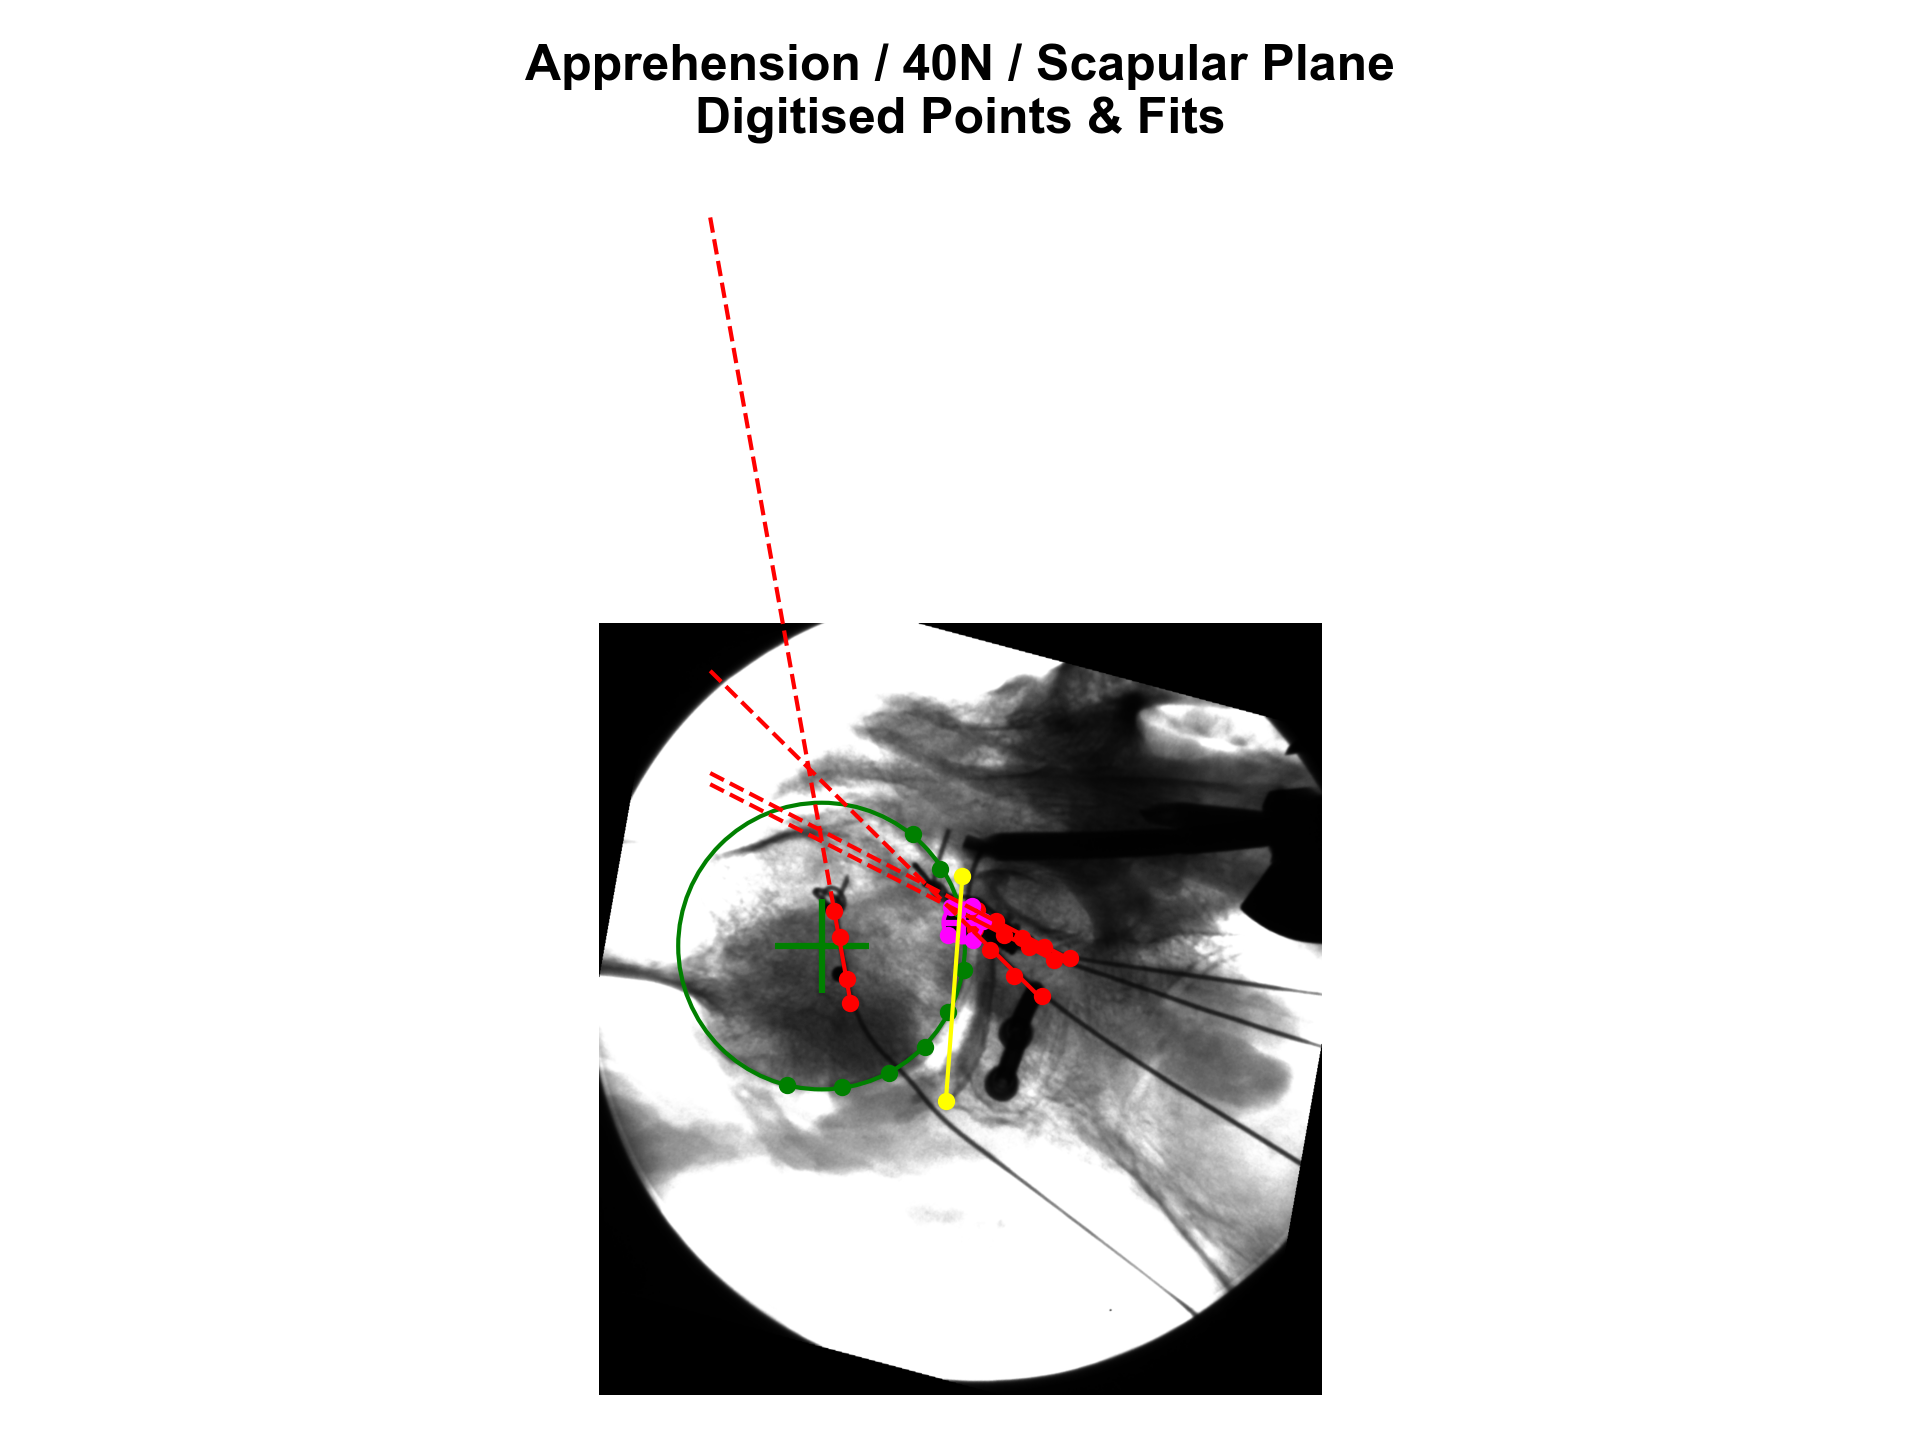 Apprehension / 40N / Scapular Plane
Digitised Points & Fits